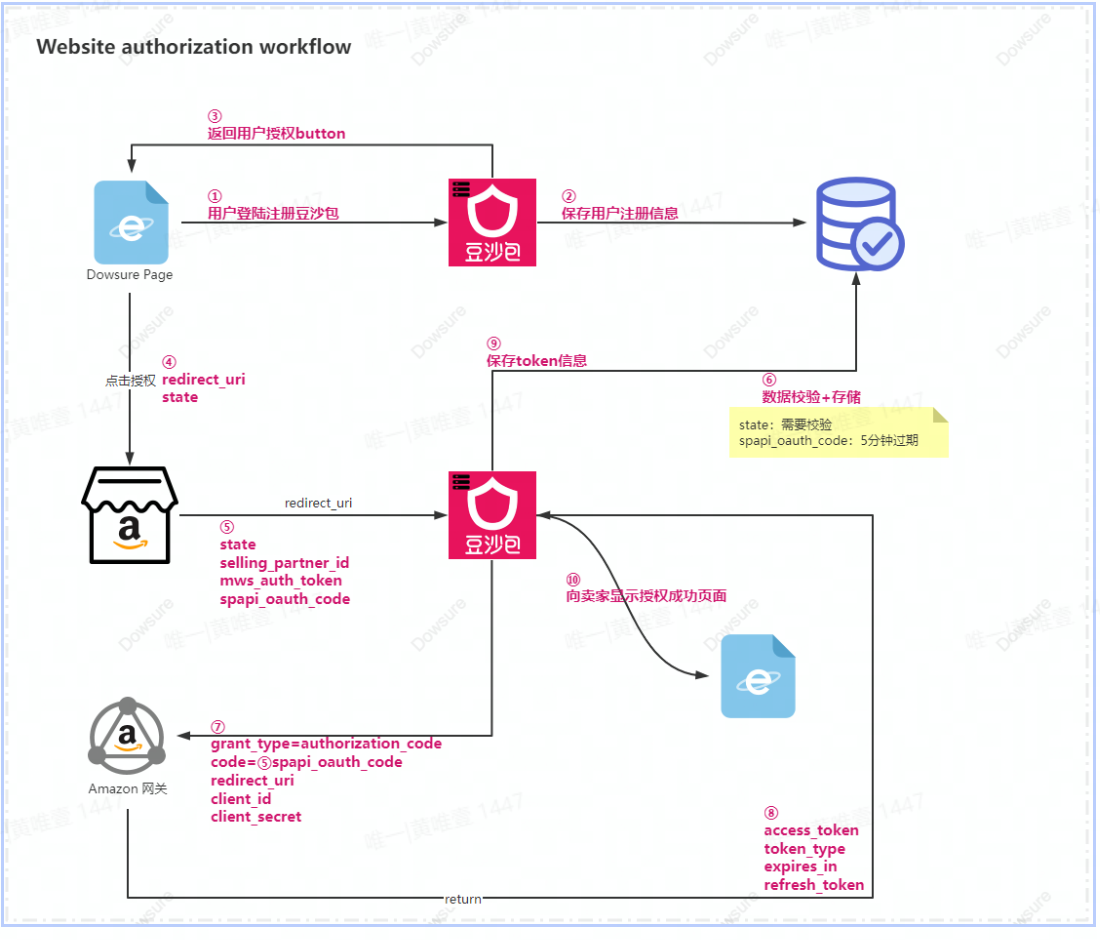 Website authorization workflow
③
返回用户授权button
①
用户登陆注册豆沙包
②
保存用户注册信息
豆沙包
Dowsure Page
④
点击授权
redirect_uri
state
⑨
保存token信息
⑥
数据校验+存储
state：需要校验
spapi_oauth_code：5分钟过期
redirect_uri
⑤
state
selling_partner_id
mws_auth_token
spapi_oauth_code
豆沙包
⑩
向卖家显示授权成功页面
⑦
grant_type=authorization_code
code=⑤spapi_oauth_code
redirect_uri
client_id
client_secret
Amazon 网关
⑧
access_token
token_type
expires_in
refresh_token
return
唯一|黄唯壹 1447
Dowsure